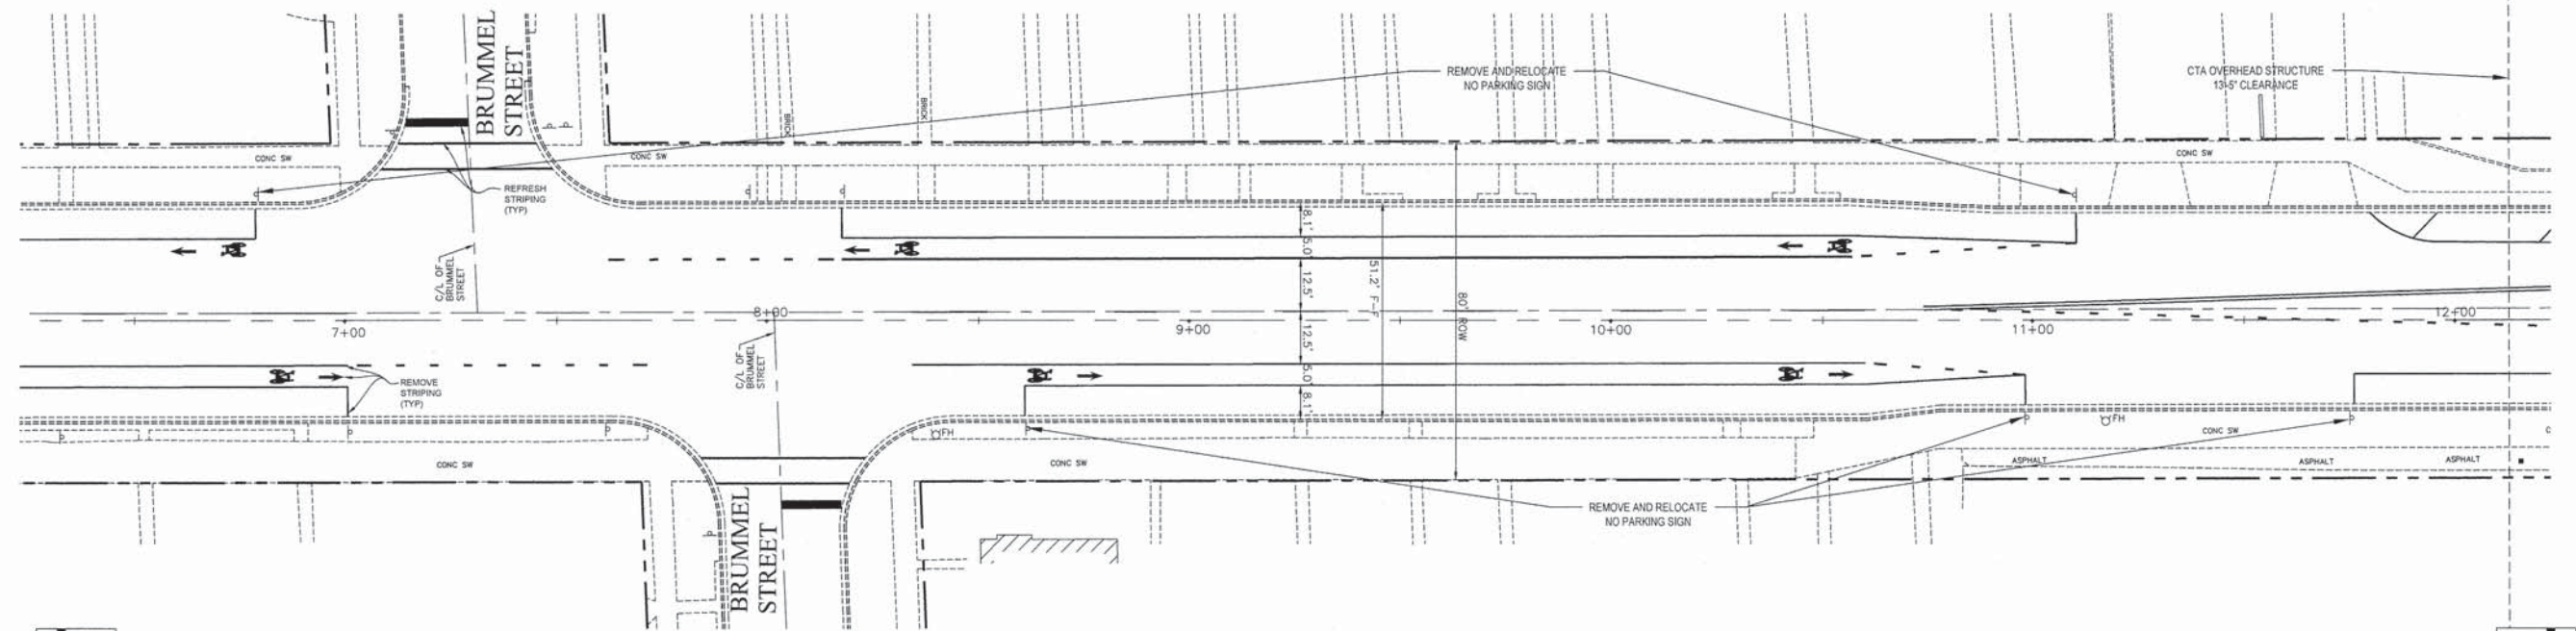 BRUMMEL
STREET
BRICK
BRICK
REMOVE AND RELOCATE
NO PARKING SIGN
CTA OVERHEAD STRUCTURE
13'-5" CLEARANCE
CONC SW
CONC SW
CONC SW
REFRESH
STRIPING
(TYP)
C/L OF
BRUMMEL
STREET
8.1'
5.0'
12.5'
51.2' F-F
80' ROW
7+00
8+00
9+00
10+00
11+00
12+00
C/L OF
BRUMMEL
STREET
12.5'
5.0'
8.1'
REMOVE
STRIPING
(TYP)
FH
FH
CONC SW
CONC SW
CONC SW
C
ASPHALT
ASPHALT
ASPHALT
BRUMMEL
STREET
REMOVE AND RELOCATE
NO PARKING SIGN